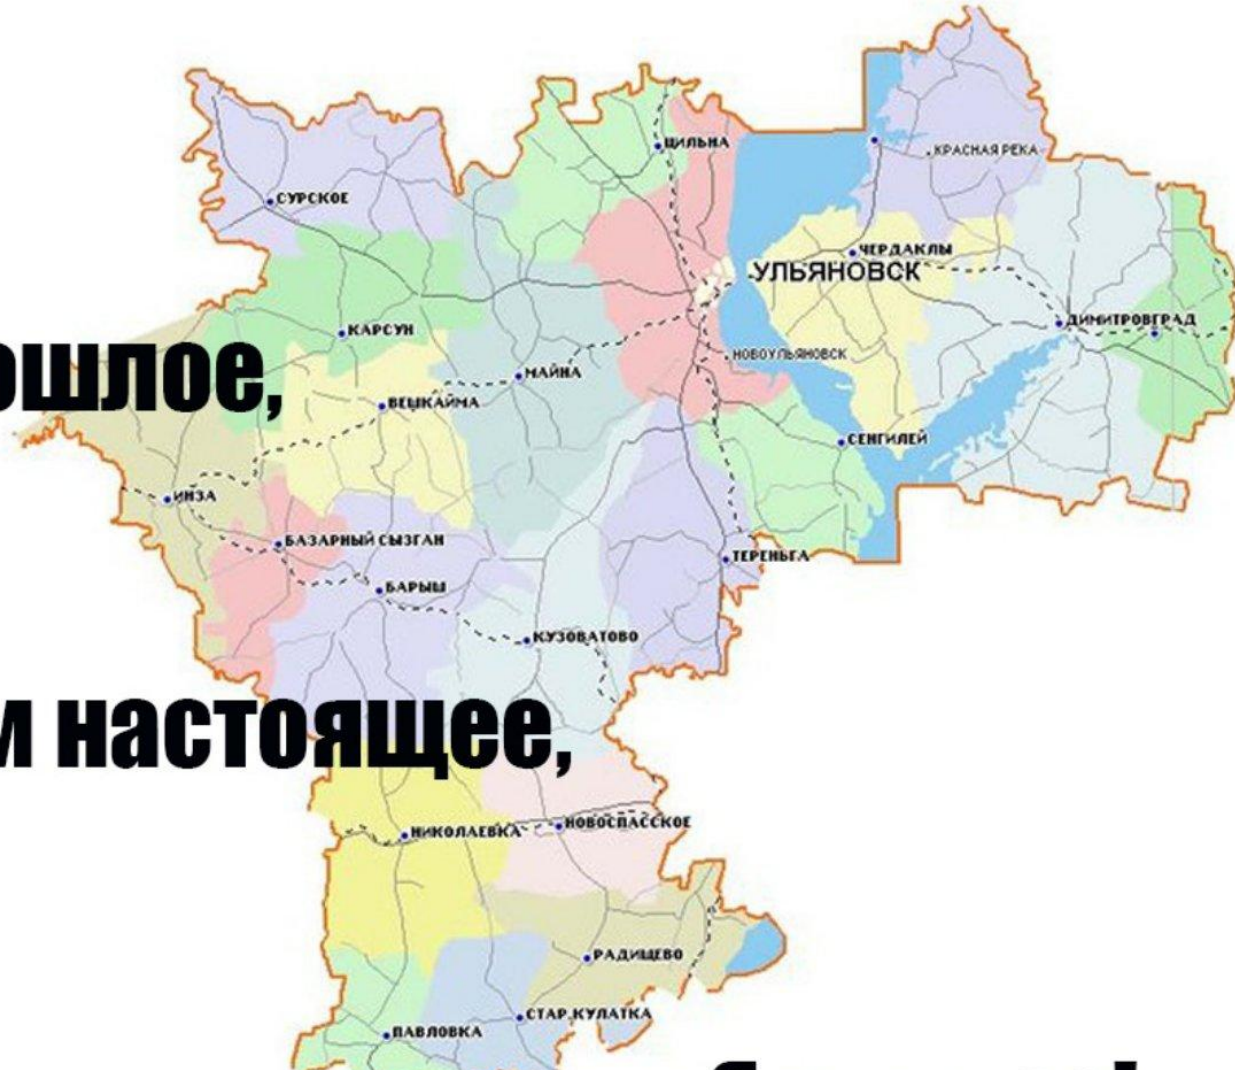 ЦИЛЬНА
КРАСНАЯ РЕКА
СУРСКОЕ
ЧЕРДАКЛЫ
УЛЬЯНОВСК
ДИМИТРОВГРАД
КАРСУН
НОВОУЛЬЯНОВСК
МАЙНА
ошлое,
ВЕШКАЙМА
СЕНГИЛЕЙ
ИНЗА
БАЗАРНЫЙ СЫЗГАН
ТЕРЕНЬГА
БАРЫШ
КУЗОВАТОВО
м настоящее,
НОВОСПАССКОЕ
НИКОЛАЕВКА
РАДИЩЕВО
СТАР.КУЛАТКА
ПАВЛОВКА